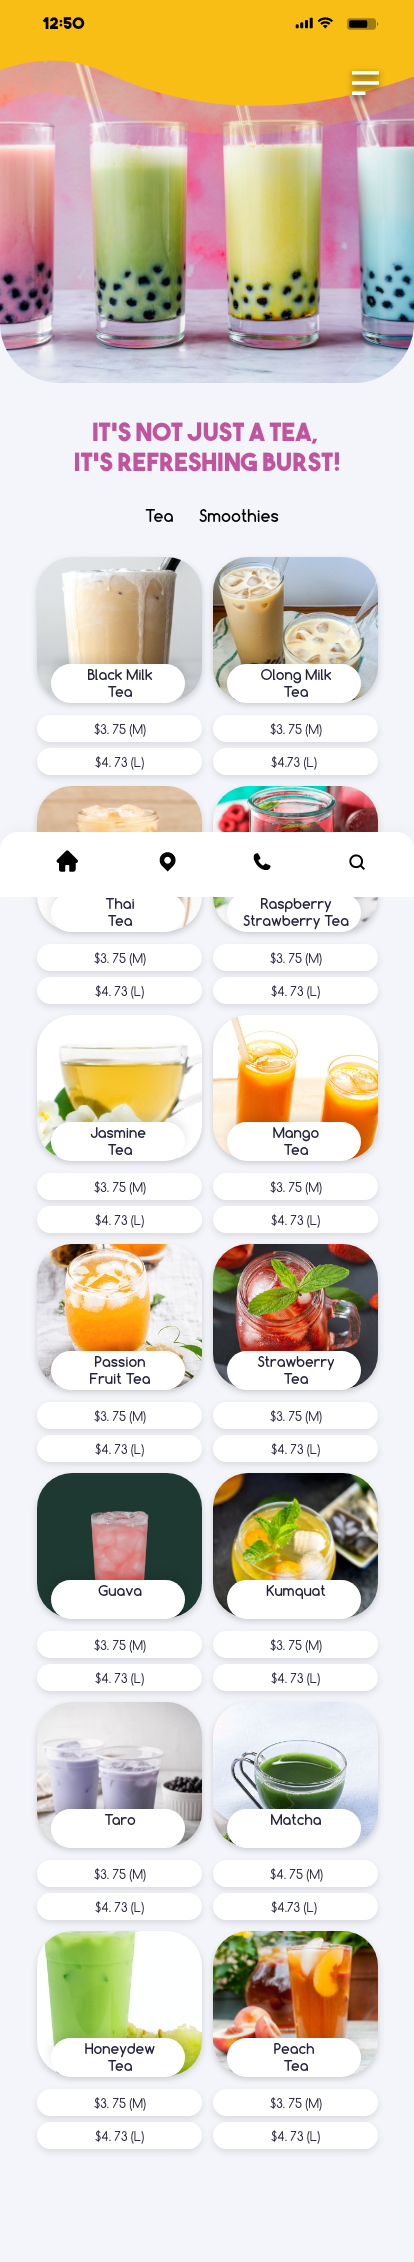 12:50
IT'S NOT JUST A TEA,
IT'S REFRESHING BURST!
Tea Smoothies
Black Milk
Tea
Olong Milk
Tea
$3. 75 (M)
$3. 75 (M)
$4. 73 (L)
$4.73 (L)
Thai
Tea
Raspberry
Strawberry Tea
$3. 75 (M)
$3. 75 (M)
$4. 73 (L)
$4. 73 (L)
Jasmine
Tea
Mango
Tea
$3. 75 (M)
$3. 75 (M)
$4. 73 (L)
$4. 73 (L)
Passion
Fruit Tea
Strawberry
Tea
$3. 75 (M)
$3. 75 (M)
$4. 73 (L)
$4. 73 (L)
Guava
Kumquat
$3. 75 (M)
$3. 75 (M)
$4. 73 (L)
$4. 73 (L)
Taro
Matcha
$3. 75 (M)
$4. 75 (M)
$4. 73 (L)
$4.73 (L)
Honeydew
Tea
Peach
Tea
$3. 75 (M)
$3. 75 (M)
$4. 73 (L)
$4. 73 (L)